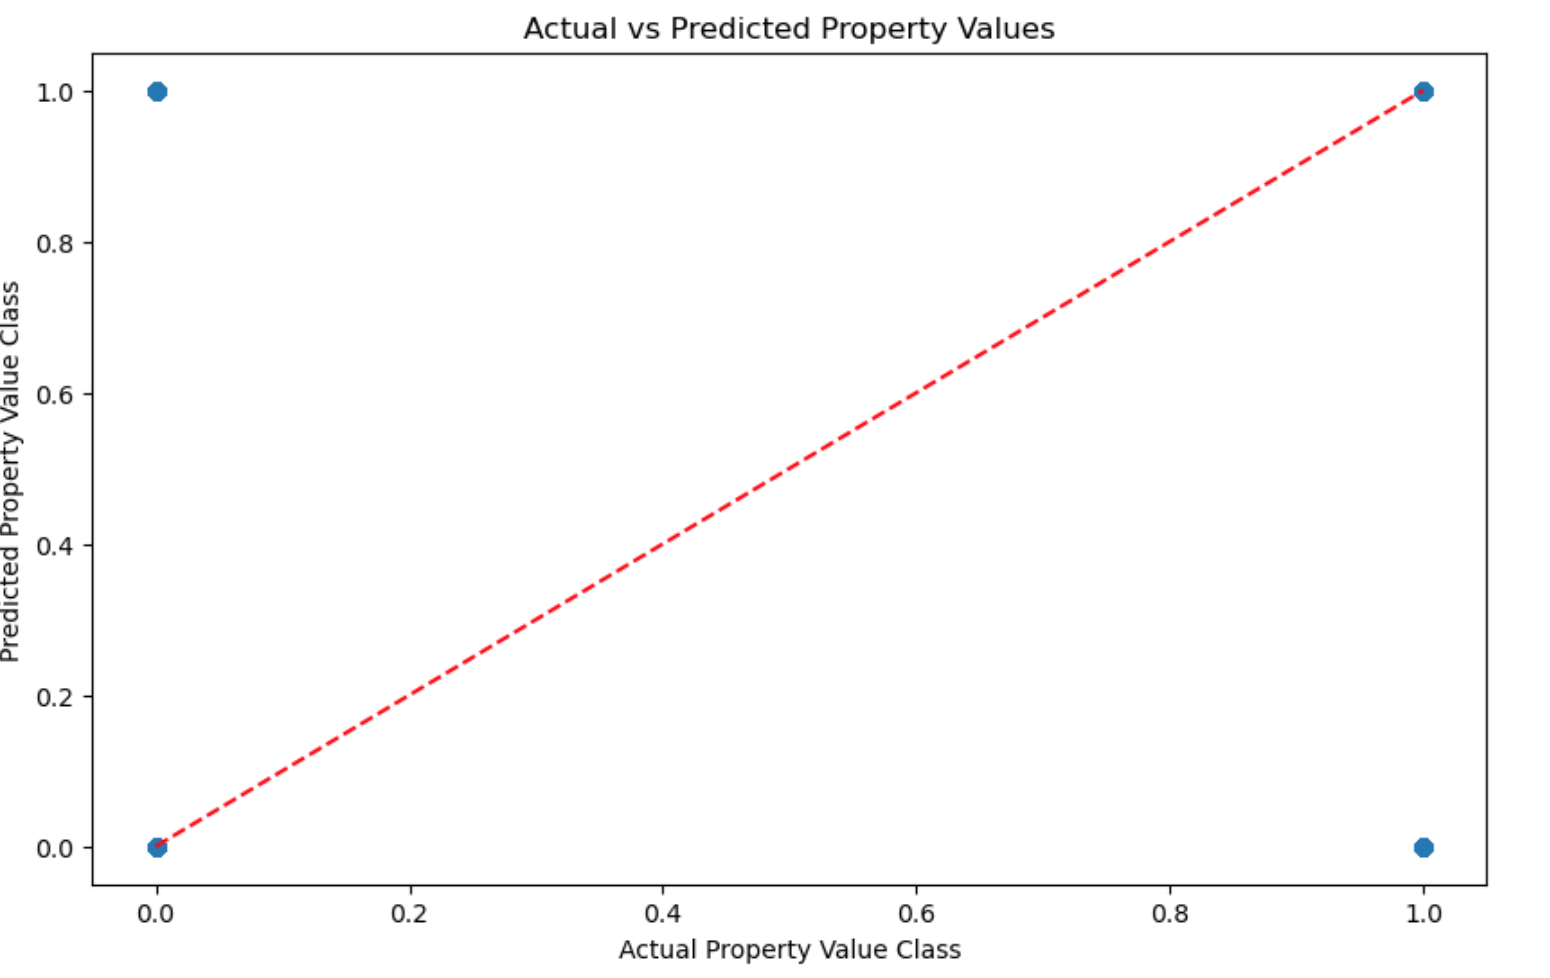 Actual vs Predicted Property Values
1.0
0.8
0.6
0.4
0.2
0.0
Predicted Property Value Class
0.0 0.2 0.4 0.6 0.8 1.0
Actual Property Value Class